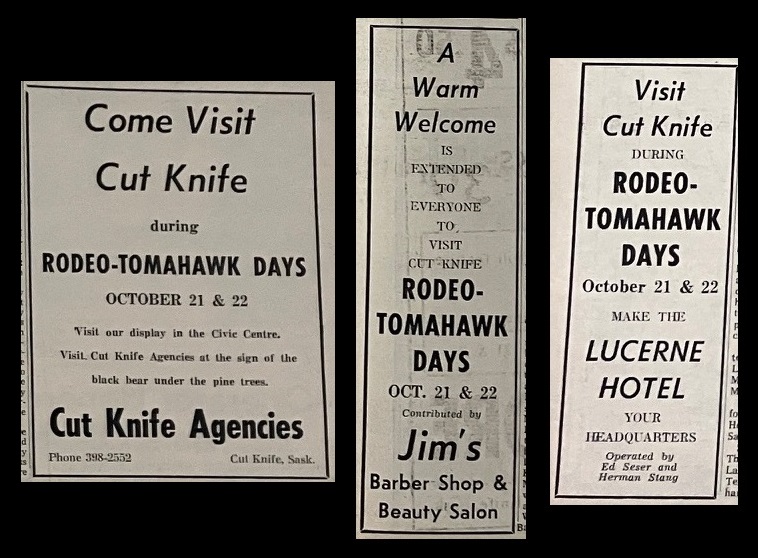 Come Visit
Cut Knife
during
RODEO-TOMAHAWK DAYS
OCTOBER 21 & 22
Visit our display in the Civic Centre.
Visit Cut Knife Agencies at the sign of the
black bear under the pine trees.
Cut Knife Agencies
Phone 398-2552 Cut Knife, Sask.
A
Warm
Welcome
IS
EXTENDED
TO
EVERYONE
TO
VISIT
CUT KNIFE
RODEO-
TOMAHAWK
DAYS
OCT. 21 & 22
Contributed by
Jim's
Barber Shop &
Beauty Salon
Visit
Cut Knife
DURING
RODEO-
TOMAHAWK
DAYS
October 21 & 22
MAKE THE
LUCERNE
HOTEL
YOUR
HEADQUARTERS
Operated by
Ed Seser and
Herman Stang